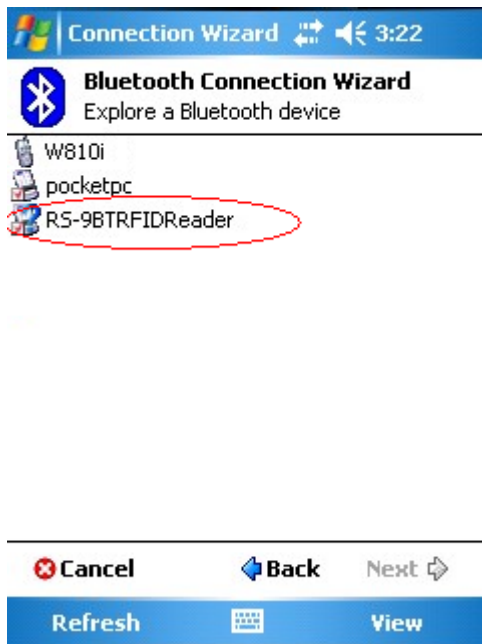 Connection Wizard 3:22
Bluetooth Connection Wizard
Explore a Bluetooth device
W810i
pocketpc
RS-9BTRFIDReader
Cancel Back Next
Refresh View